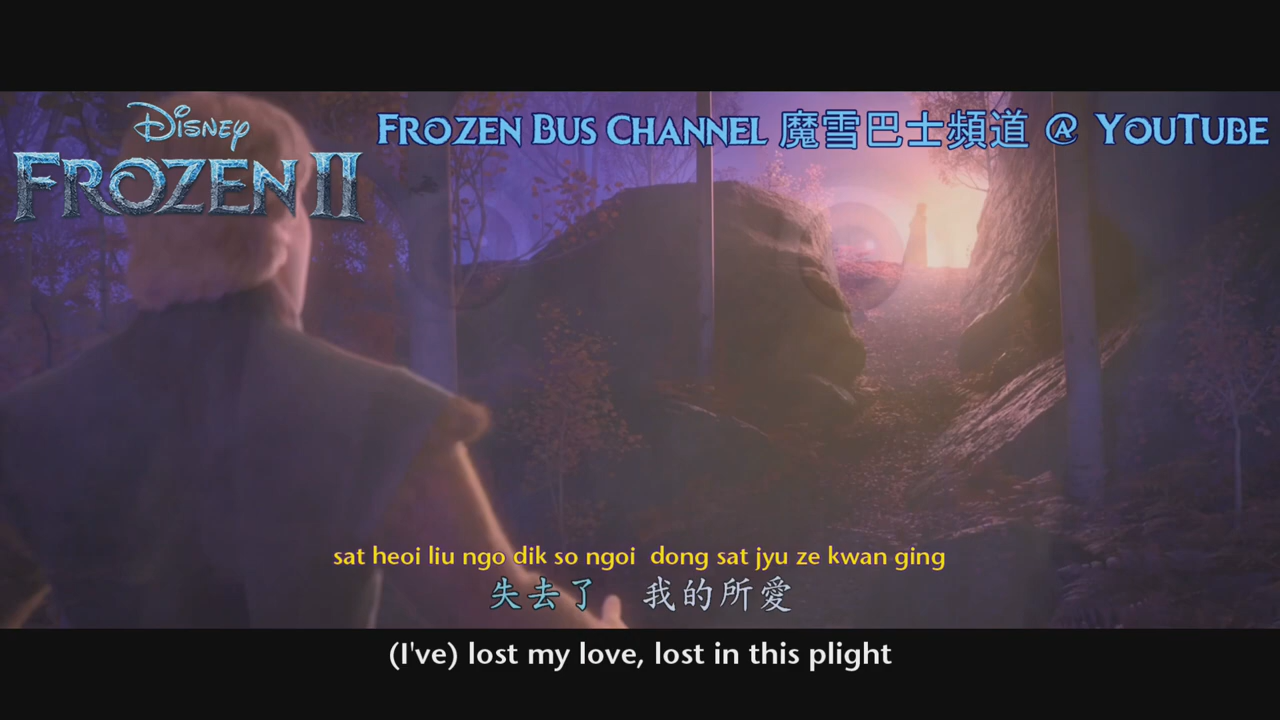 DISNEY
FROZEN II
FROZEN BUS CHANNEL 魔雪巴士頻道 @ YOUTUBE
sat heoi liu ngo dik so ngoi dong sat jyu ze kwan ging
失去了 我的所愛
(I've) lost my love, lost in this plight